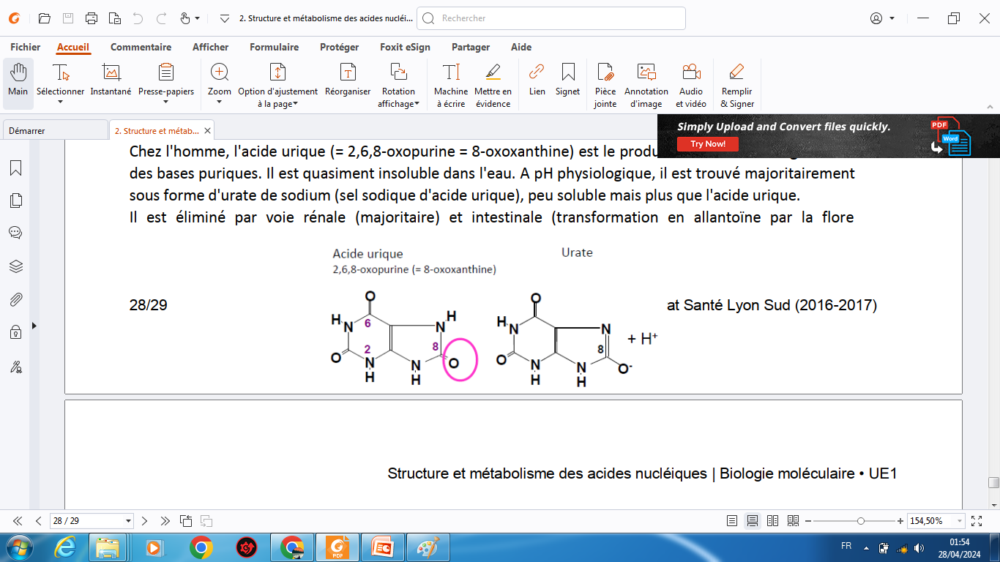 2. Structure et métabolisme des acides nucléi...
Rechercher
Fichier Accueil Commentaire Afficher Formulaire Protéger Foxit eSign Partager Aide
Main Sélectionner Instantané Presse-papiers Zoom Option d'ajustement à la page Réorganiser Rotation affichage Machine à écrire Mettre en évidence Lien Signet Pièce jointe Annotation d'image Audio et vidéo Remplir & Signer
Démarrer
2. Structure et métab...
Simply Upload and Convert files quickly.
Try Now!
PDF
Word
Chez l'homme, l'acide urique (= 2,6,8-oxopurine = 8-oxoxanthine) est le produ
des bases puriques. Il est quasiment insoluble dans l'eau. A pH physiologique, il est trouvé majoritairement
sous forme d'urate de sodium (sel sodique d'acide urique), peu soluble mais plus que l'acide urique.
Il est éliminé par voie rénale (majoritaire) et intestinale (transformation en allantoïne par la flore
Acide urique
2,6,8-oxopurine (= 8-oxoxanthine)
Urate
28/29
at Santé Lyon Sud (2016-2017)
O
H
N
6
N
H
2
8
O
N
H
N
H
O
O
H
N
N
8
+ H⁺
O
N
H
N
H
O⁻
Structure et métabolisme des acides nucléiques | Biologie moléculaire • UE1
28 / 29
154,50%
PDF
FR
01:54
28/04/2024